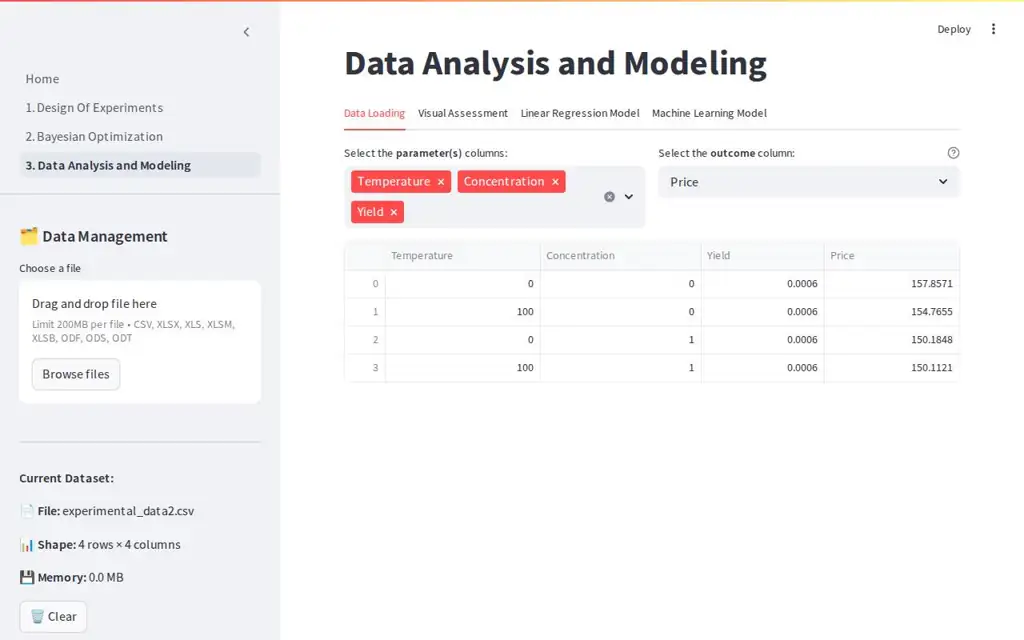 Home
1. Design Of Experiments
2. Bayesian Optimization
3. Data Analysis and Modeling
Data Management
Choose a file
Drag and drop file here
Limit 200MB per file • CSV, XLSX, XLS, XLSM,
XLSB, ODF, ODS, ODT
Browse files
Current Dataset:
File: experimental_data2.csv
Shape: 4 rows × 4 columns
Memory: 0.0 MB
Clear
Deploy
Data Analysis and Modeling
Data Loading Visual Assessment Linear Regression Model Machine Learning Model
Select the parameter(s) columns:
Temperature × Concentration ×
Yield ×
Select the outcome column:
Price
Temperature Concentration Yield Price
0 0 0 0.0006 157.8571
1 100 0 0.0006 154.7655
2 0 1 0.0006 150.1848
3 100 1 0.0006 150.1121